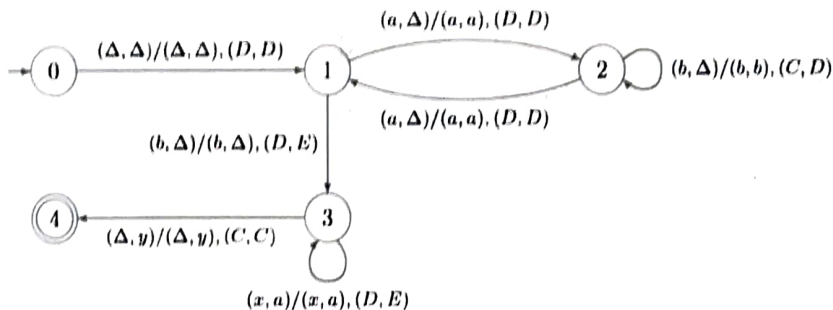 (a, Δ)/(a, a), (D, D)
(Δ, Δ)/(Δ, Δ), (D, D)
0
1
2
(b, Δ)/(b, b), (C, D)
(a, Δ)/(a, a), (D, D)
(b, Δ)/(b, Δ), (D, E)
4
3
(Δ, y)/(Δ, y), (C, C)
(x, a)/(x, a), (D, E)